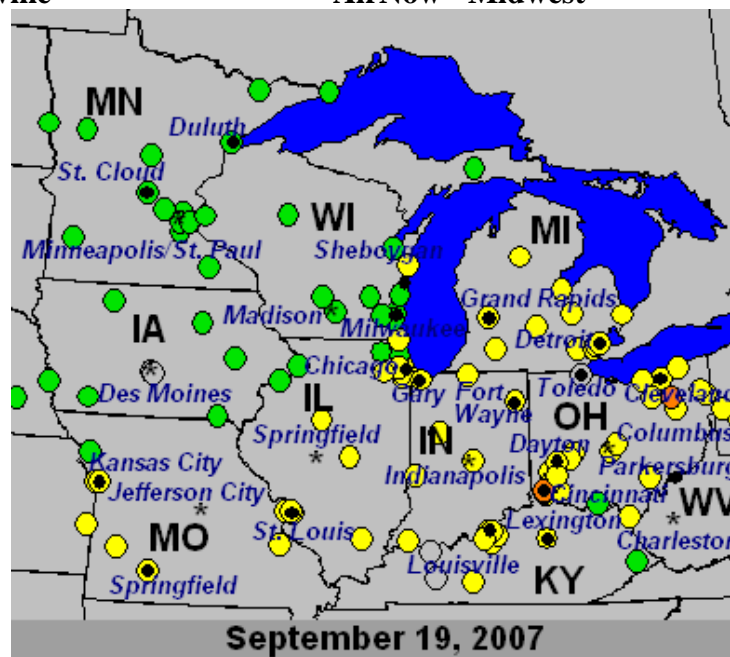 AirNow - Midwest
MN
Duluth
St. Cloud
WI
MI
Minneapolis/St. Paul
Sheboygan
Grand Rapids
Madison
Milwaukee
IA
Detroit
Chicago
Des Moines
Gary
Fort Wayne
Toledo
Cleveland
IL
OH
Springfield
IN
Dayton
Columbus
Kansas City
Indianapolis
Parkersburg
Jefferson City
Cincinnati
WV
St. Louis
Lexington
MO
Charleston
Louisville
KY
Springfield
September 19, 2007